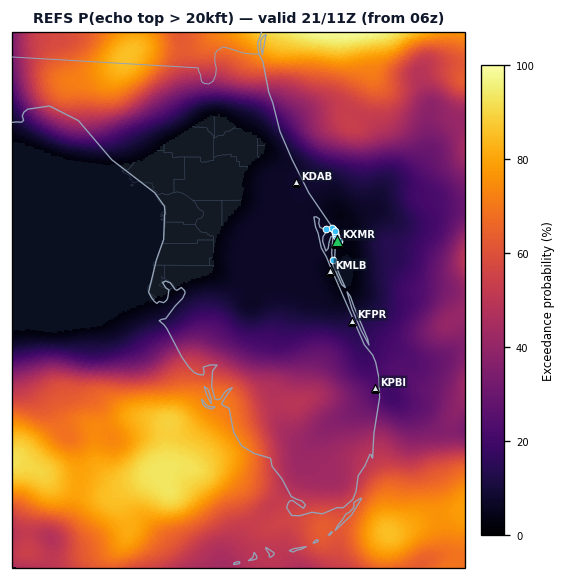 REFS P(echo top > 20kft) — valid 21/11Z (from 06z)
KDAB
KXMR
KMLB
KFPR
KPBI
100
80
60
40
20
0
Exceedance probability (%)